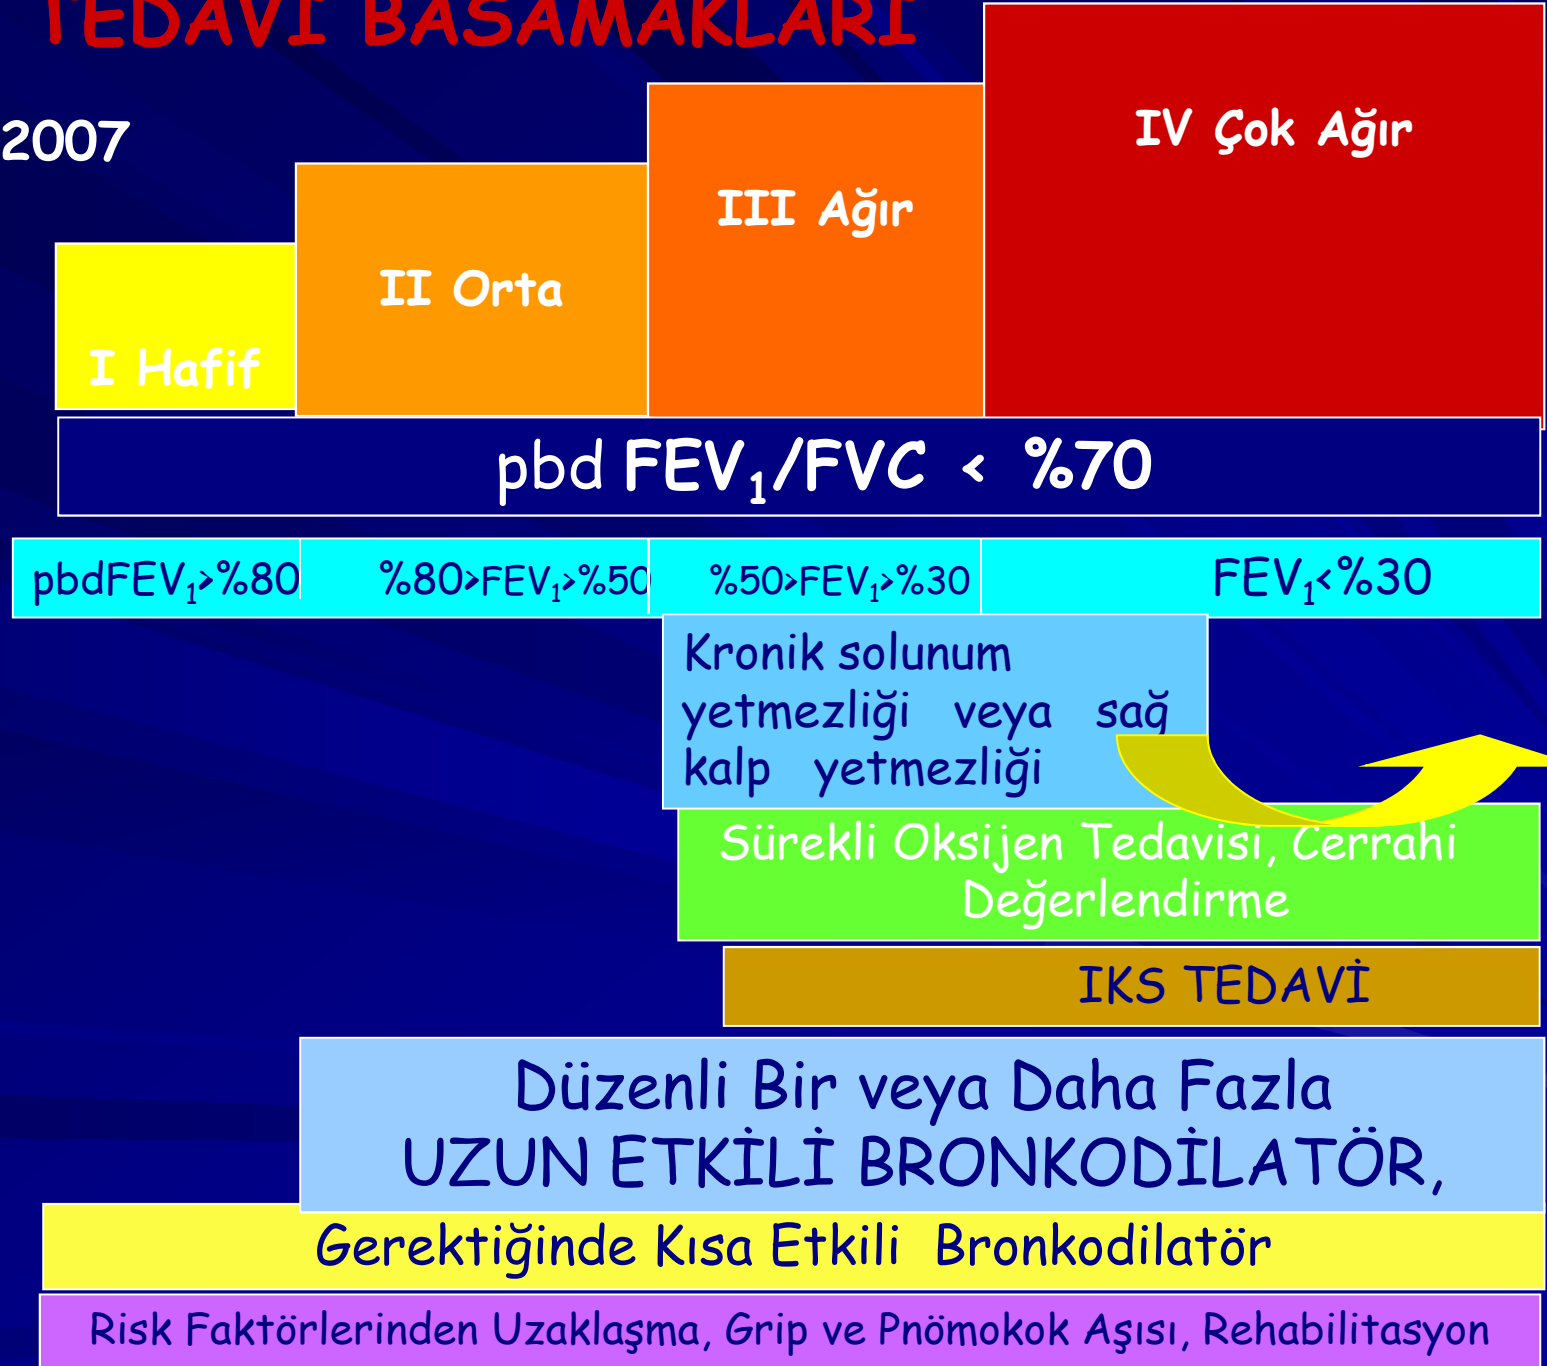 TEDAVİ BASAMAKLARI
2007
IV Çok Ağır
III Ağır
II Orta
I Hafif
pbd FEV₁/FVC < %70
pbdFEV₁>%80 %80>FEV₁>%50 %50>FEV₁>%30 FEV₁<%30
Kronik solunum
yetmezliği veya sağ
kalp yetmezliği
Sürekli Oksijen Tedavisi, Cerrahi
Değerlendirme
IKS TEDAVİ
Düzenli Bir veya Daha Fazla
UZUN ETKİLİ BRONKODİLATÖR,
Gerektiğinde Kısa Etkili Bronkodilatör
Risk Faktörlerinden Uzaklaşma, Grip ve Pnömokok Aşısı, Rehabilitasyon